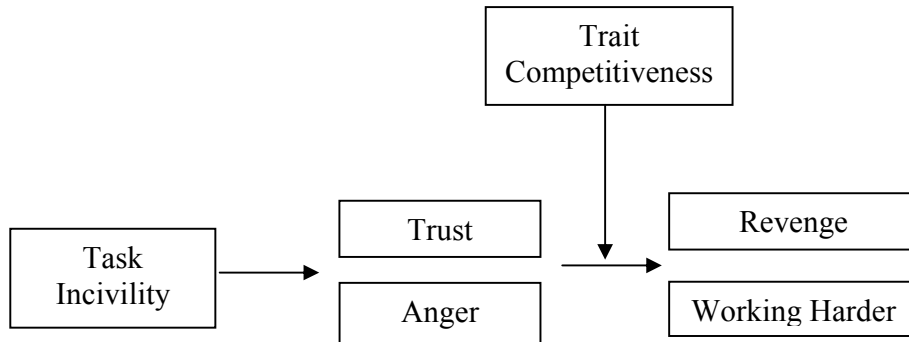 Trait
Competitiveness
Trust
Revenge
Task
Incivility
Anger
Working Harder